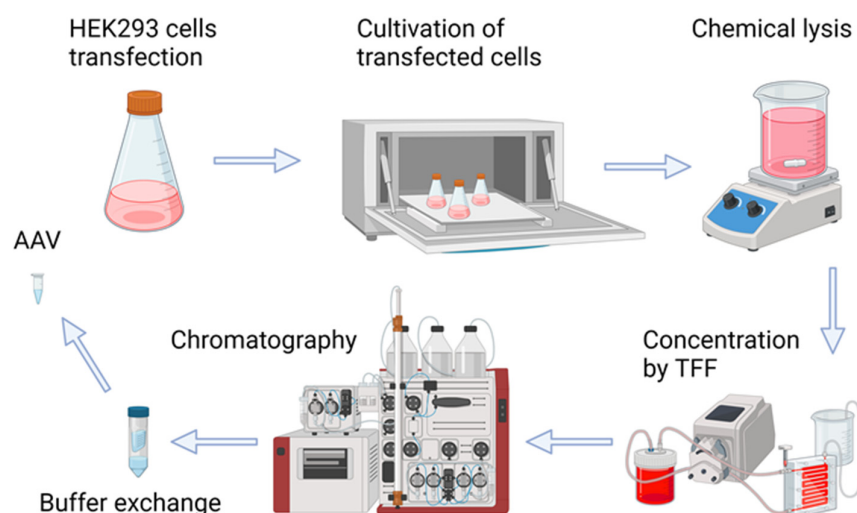 HEK293 cells
transfection
Cultivation of
transfected cells
Chemical lysis
AAV
Chromatography
Concentration
by TFF
Buffer exchange